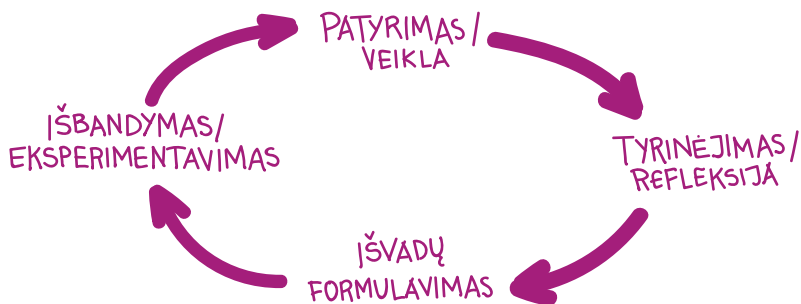 PATYRIMAS/
VEIKLA
TYRINĖJIMAS/
REFLEKSIJA
IŠVADŲ
FORMULAVIMAS
IŠBANDYMAS/
EKSPERIMENTAVIMAS